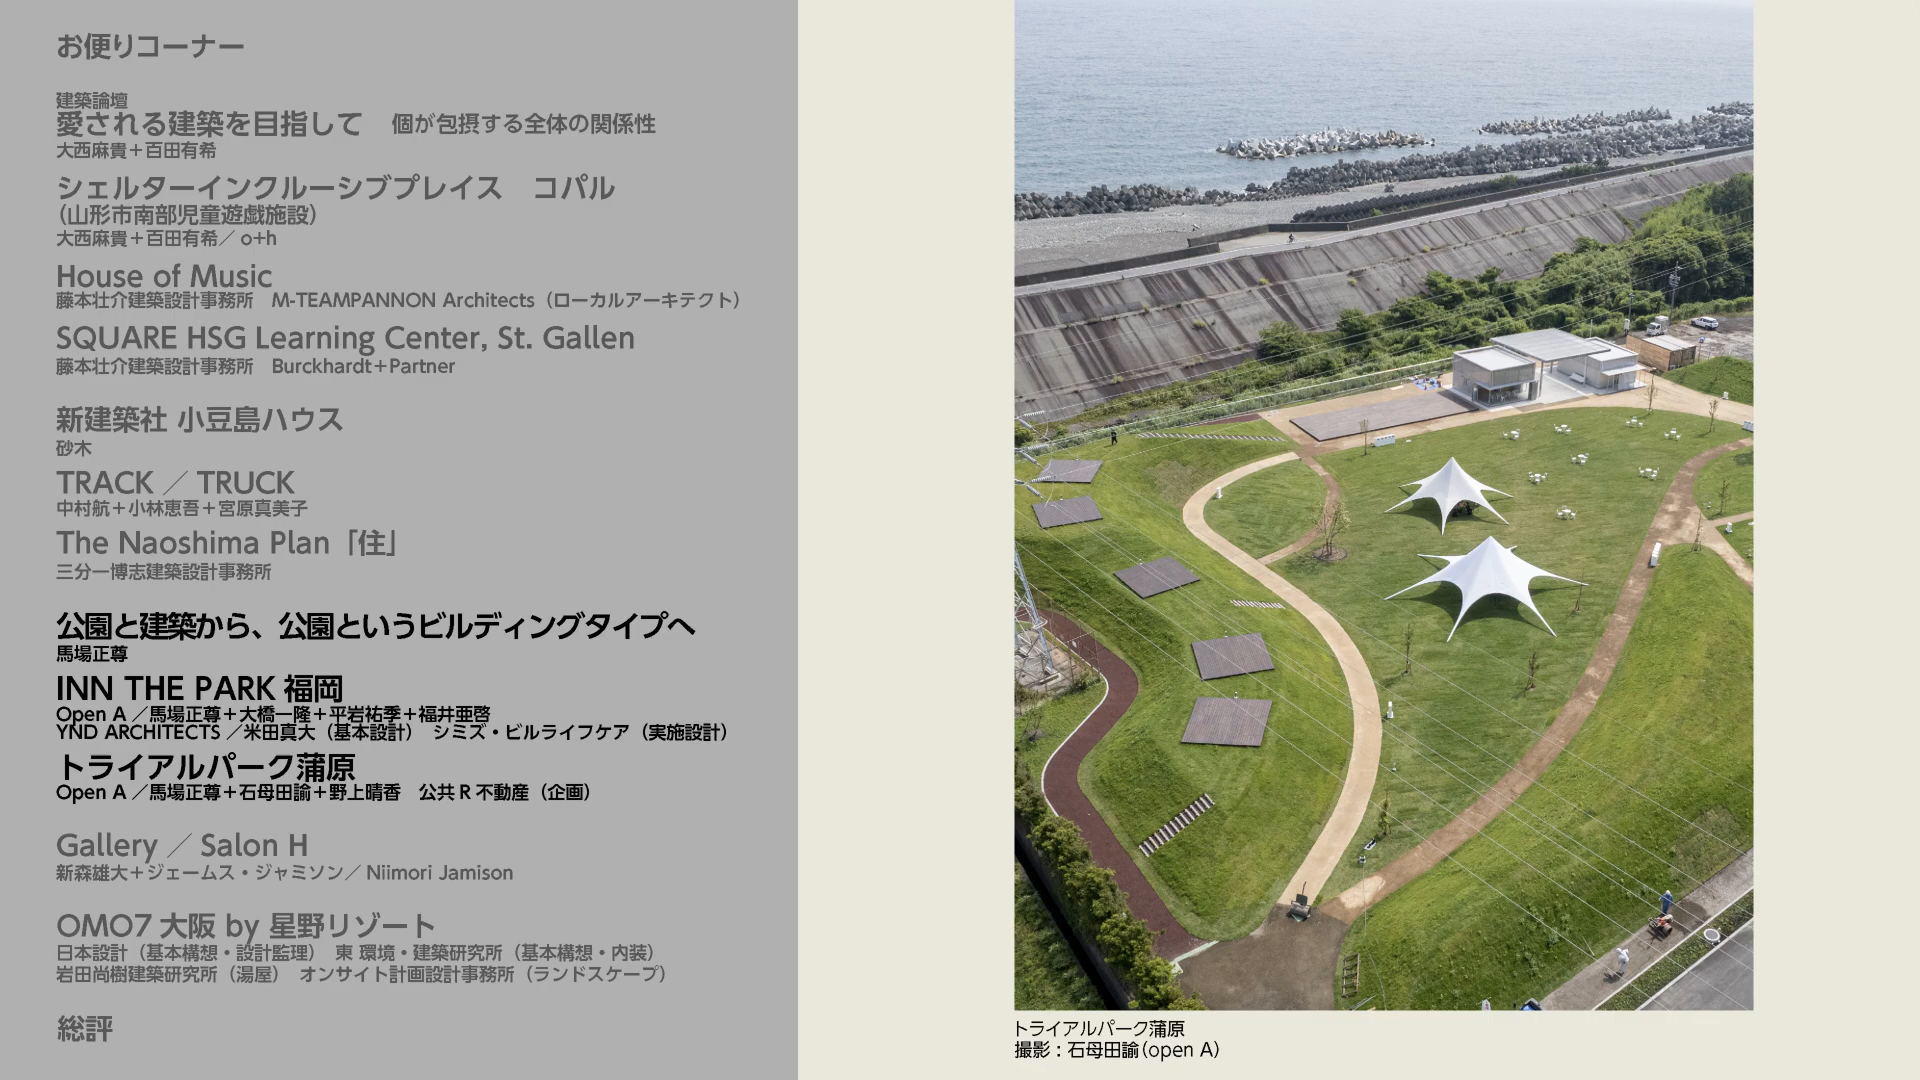 お便りコーナー
建築論壇
愛される建築を目指して　個が包摂する全体の関係性
大西麻貴＋百田有希
シェルターインクルーシブプレイス　コパル
（山形市南部児童遊戯施設）
大西麻貴＋百田有希／o+h
House of Music
藤本壮介建築設計事務所　M-TEAMPANNON Architects（ローカルアーキテクト）
SQUARE HSG Learning Center, St. Gallen
藤本壮介建築設計事務所　Burckhardt＋Partner
新建築社 小豆島ハウス
砂木
TRACK ／ TRUCK
中村航＋小林恵吾＋宮原真美子
The Naoshima Plan「住」
三分一博志建築設計事務所
公園と建築から、公園というビルディングタイプへ
馬場正尊
INN THE PARK 福岡
Open A ／馬場正尊＋大橋一隆＋平岩祐季＋福井亜啓
YND ARCHITECTS ／米田真大（基本設計）　シミズ・ビルライフケア（実施設計）
トライアルパーク蒲原
Open A ／馬場正尊＋石母田諭＋野上晴香　公共 R 不動産（企画）
Gallery ／ Salon H
新森雄大＋ジェームス・ジャミソン／ Niimori Jamison
OMO7 大阪 by 星野リゾート
日本設計（基本構想・設計監理）　東 環境・建築研究所（基本構想・内装）
岩田尚樹建築研究所（湯屋）　オンサイト計画設計事務所（ランドスケープ）
総評
トライアルパーク蒲原
撮影：石母田諭（open A）